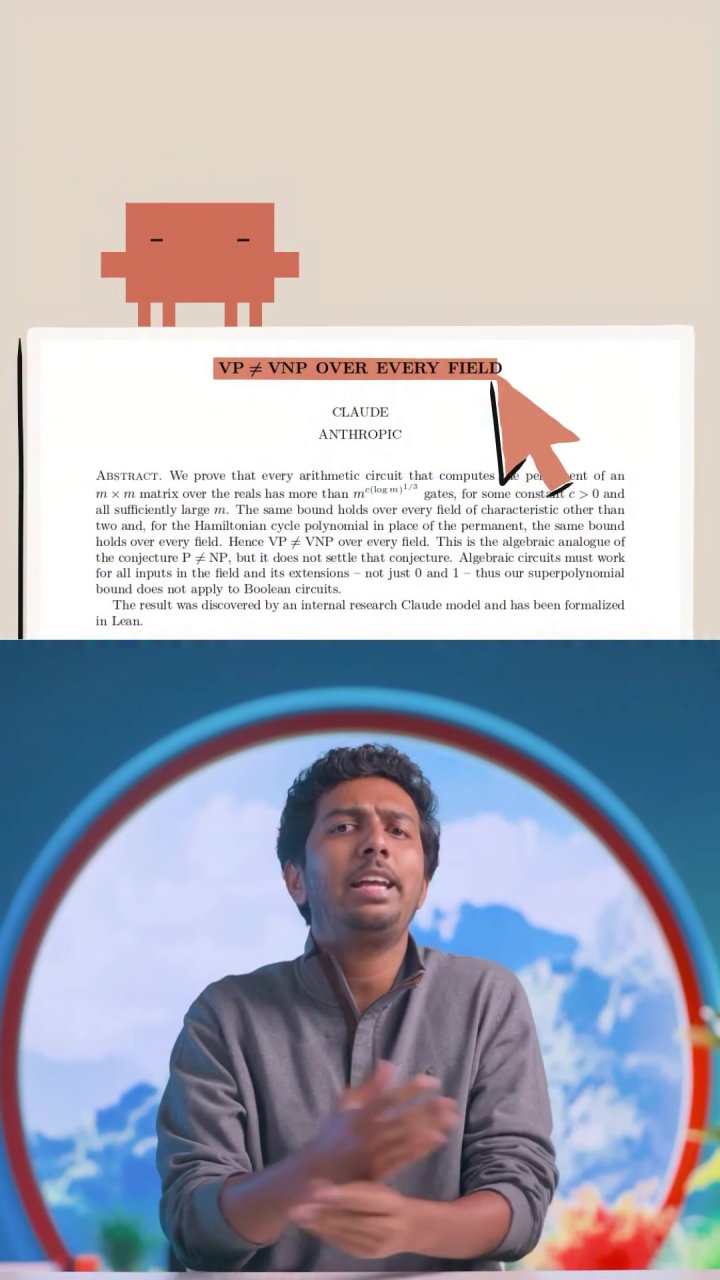 VP ≠ VNP OVER EVERY FIELD
CLAUDE
ANTHROPIC
ABSTRACT. We prove that every arithmetic circuit that computes of an
m × m matrix over the reals has more than m^{c(log m)^{1/3}} gates, for some constant c > 0 and
all sufficiently large m. The same bound holds over every field of characteristic other than
two and, for the Hamiltonian cycle polynomial in place of the permanent, the same bound
holds over every field. Hence VP ≠ VNP over every field. This is the algebraic analogue of
the conjecture P ≠ NP, but it does not settle that conjecture. Algebraic circuits must work
for all inputs in the field and its extensions – not just 0 and 1 – thus our superpolynomial
bound does not apply to Boolean circuits.
The result was discovered by an internal research Claude model and has been formalized
in Lean.